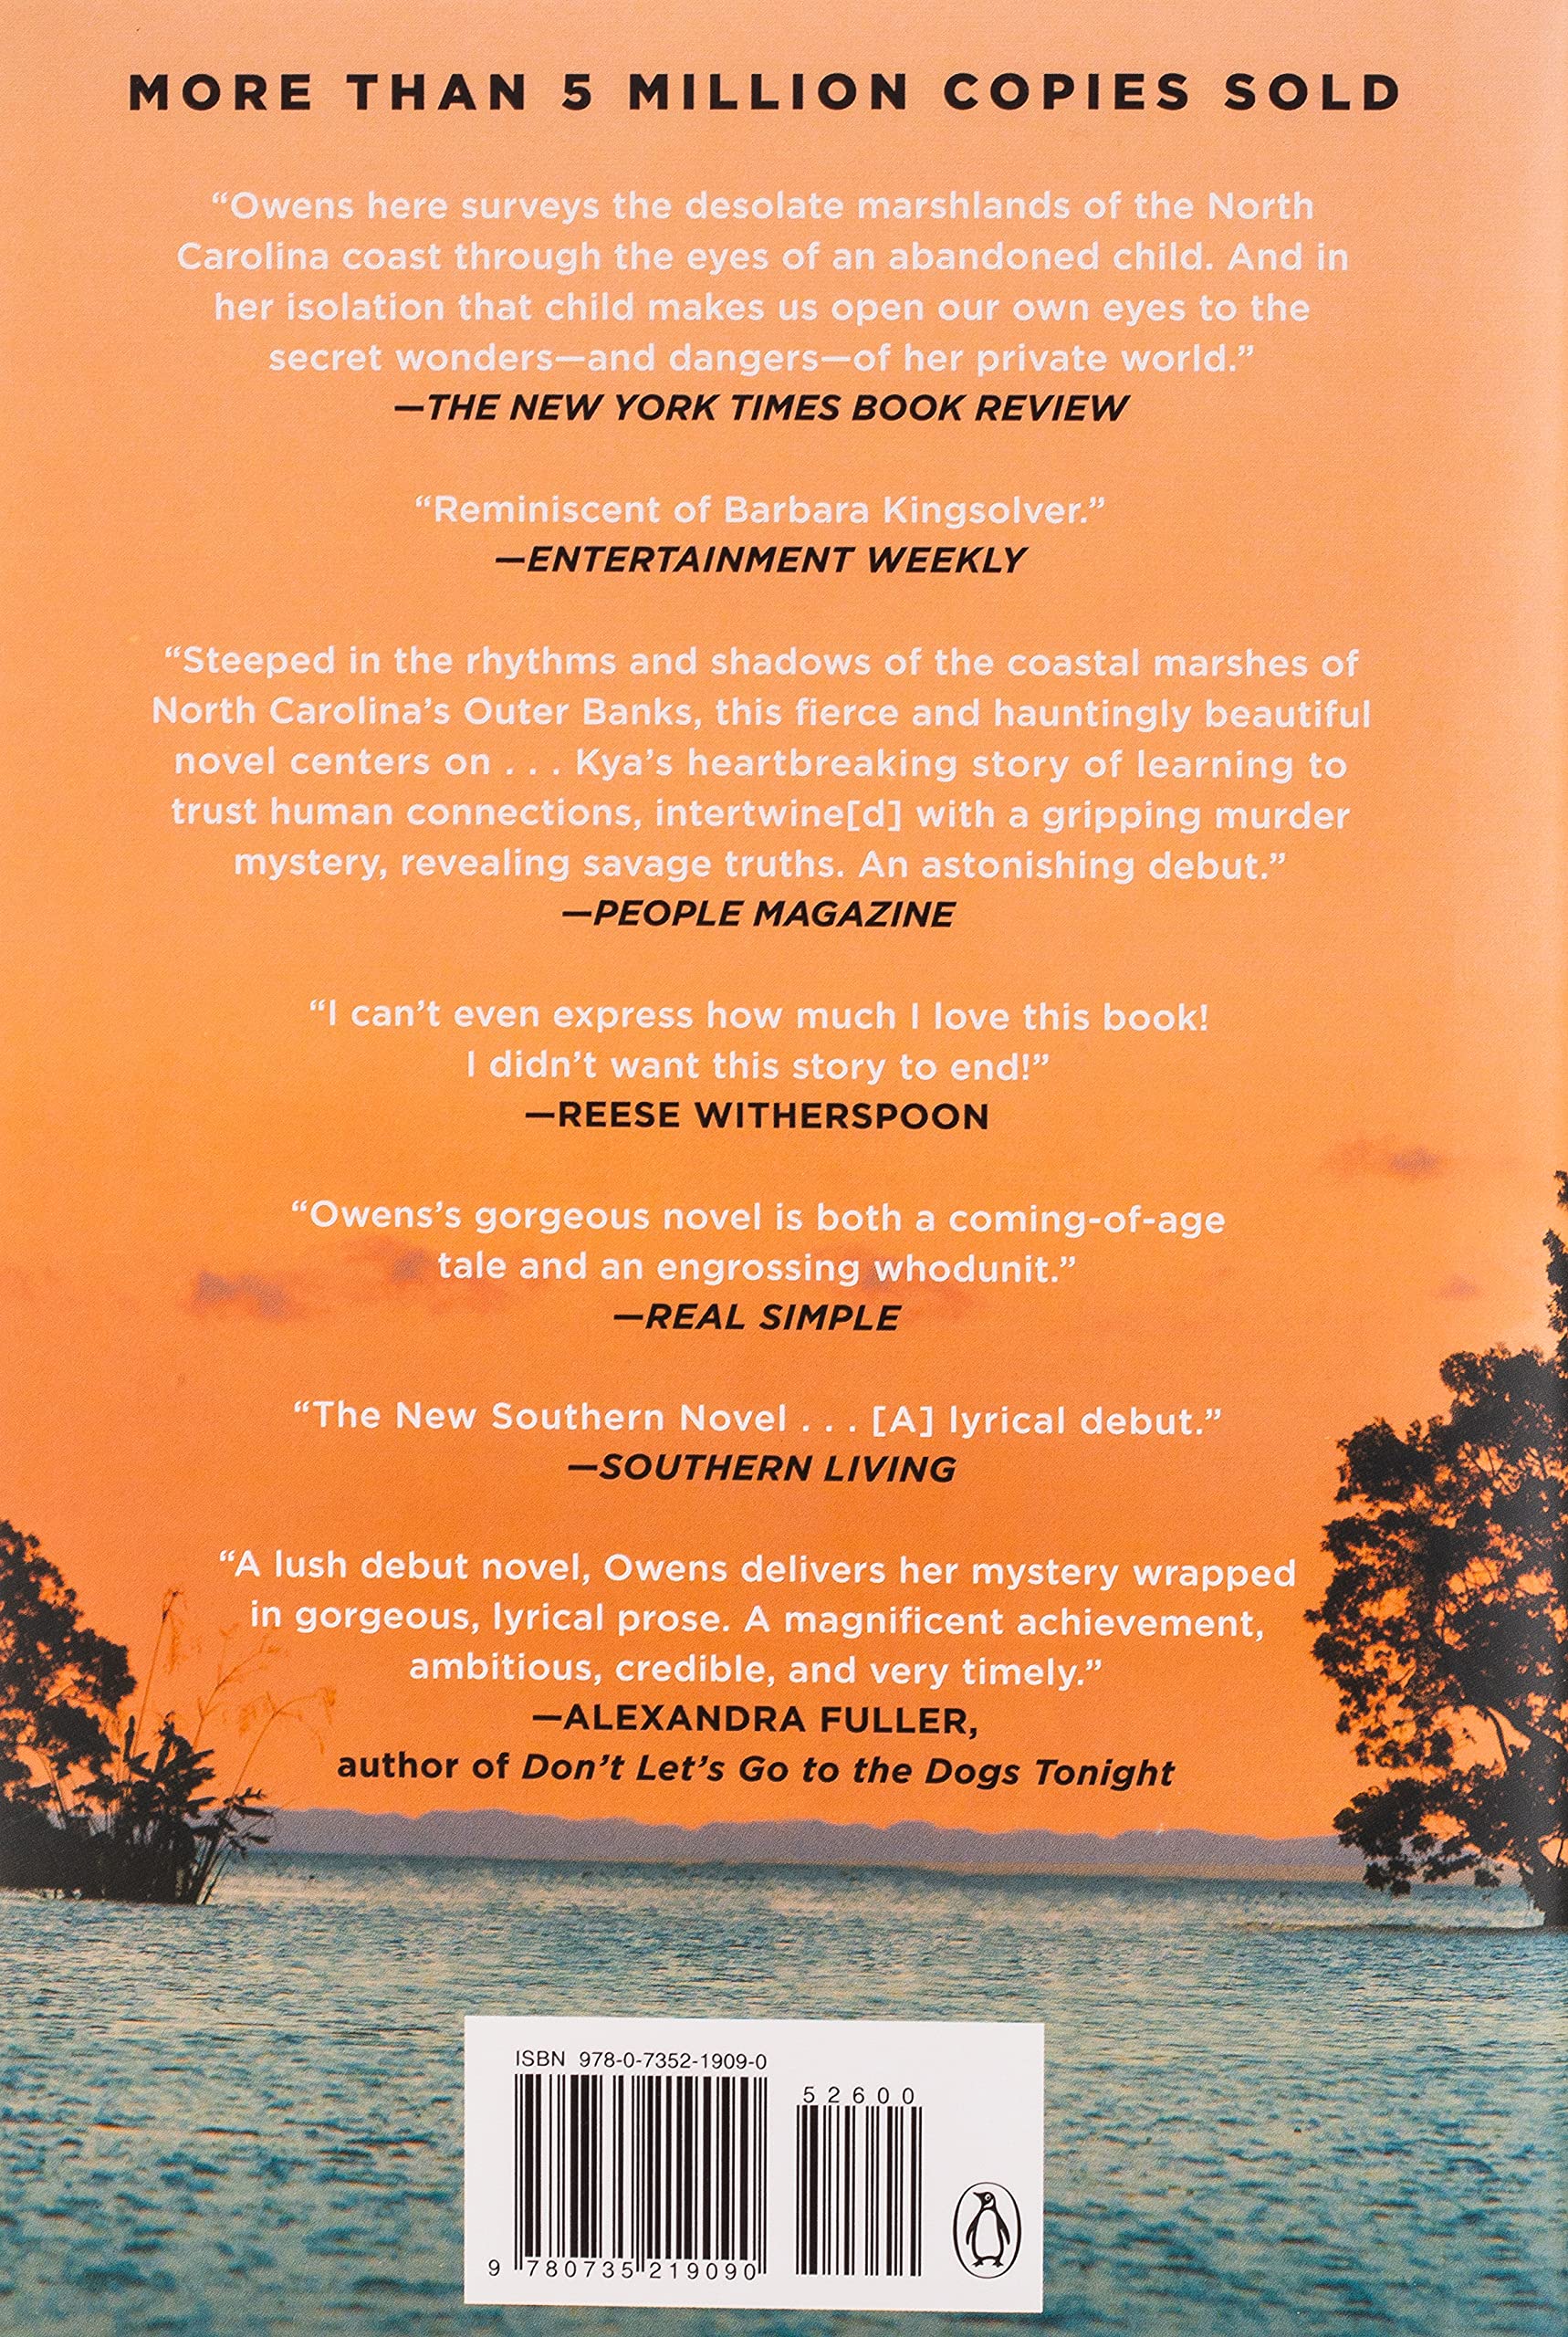 MORE THAN 5 MILLION COPIES SOLD
“Owens here surveys the desolate marshlands of the North
Carolina coast through the eyes of an abandoned child. And in
her isolation that child makes us open our own eyes to the
secret wonders—and dangers—of her private world.”
—THE NEW YORK TIMES BOOK REVIEW
“Reminiscent of Barbara Kingsolver.”
—ENTERTAINMENT WEEKLY
“Steeped in the rhythms and shadows of the coastal marshes of
North Carolina’s Outer Banks, this fierce and hauntingly beautiful
novel centers on . . . Kya’s heartbreaking story of learning to
trust human connections, intertwine[d] with a gripping murder
mystery, revealing savage truths. An astonishing debut.”
—PEOPLE MAGAZINE
“I can’t even express how much I love this book!
I didn’t want this story to end!”
—REESE WITHERSPOON
“Owens’s gorgeous novel is both a coming-of-age
tale and an engrossing whodunit.”
—REAL SIMPLE
“The New Southern Novel . . . [A] lyrical debut.”
—SOUTHERN LIVING
“A lush debut novel, Owens delivers her mystery wrapped
in gorgeous, lyrical prose. A magnificent achievement,
ambitious, credible, and very timely.”
—ALEXANDRA FULLER,
author of Don’t Let’s Go to the Dogs Tonight
ISBN 978-0-7352-1909-0
52600
9 780735 219090